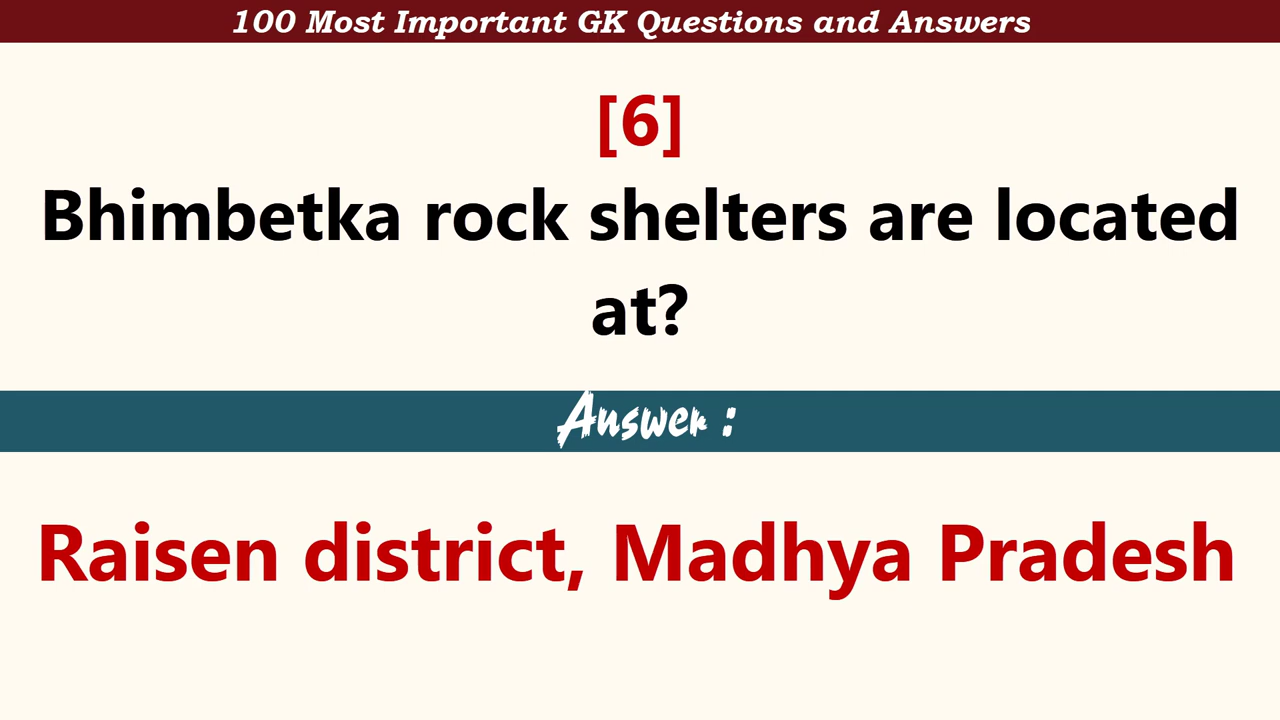 100 Most Important GK Questions and Answers
[6]
Bhimbetka rock shelters are located
at?
Answer :
Raisen district, Madhya Pradesh